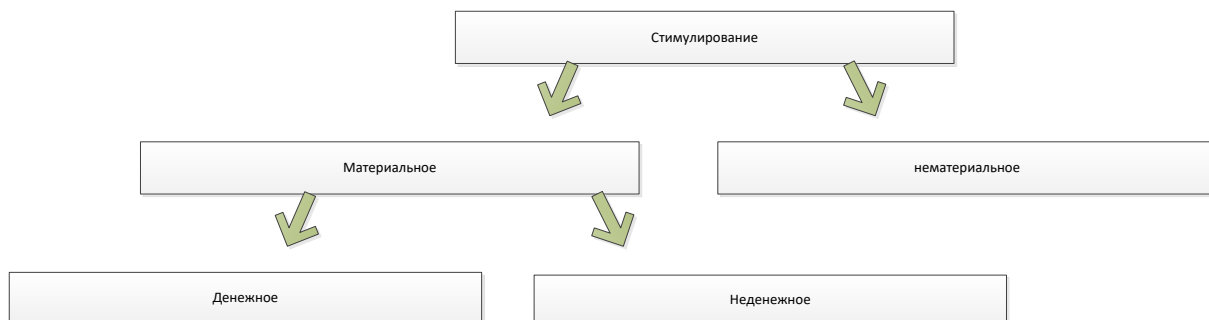 Стимулирование
Материальное
нематериальное
Денежное
Неденежное